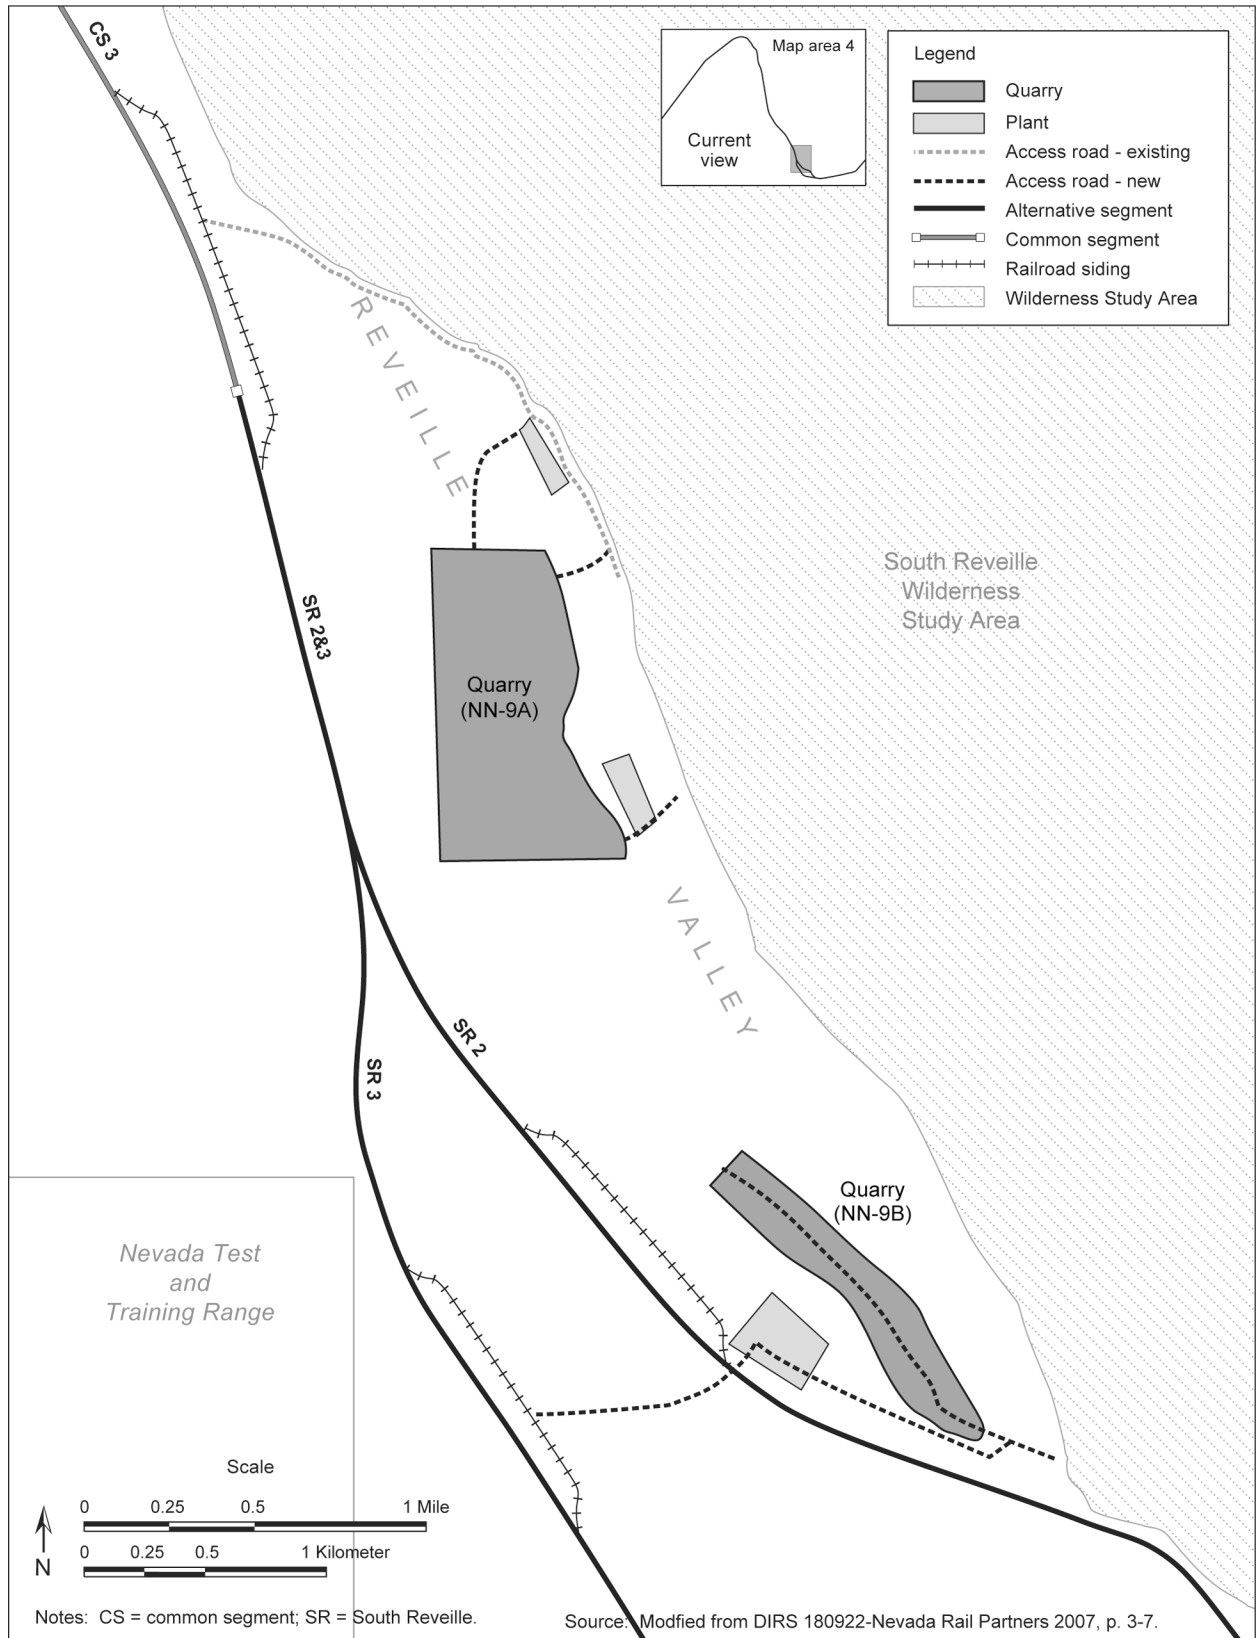 CS 3
Map area 4
Current
view
Legend
Quarry
Plant
Access road - existing
Access road - new
Alternative segment
Common segment
Railroad siding
Wilderness Study Area
REVEILLE
South Reveille
Wilderness
Study Area
SR 2&3
Quarry
(NN-9A)
VALLEY
SR 2
SR 3
Quarry
(NN-9B)
Nevada Test
and
Training Range
Scale
0 0.25 0.5 1 Mile
0 0.25 0.5 1 Kilometer
N
Notes: CS = common segment; SR = South Reveille.
Source: Modfied from DIRS 180922-Nevada Rail Partners 2007, p. 3-7.